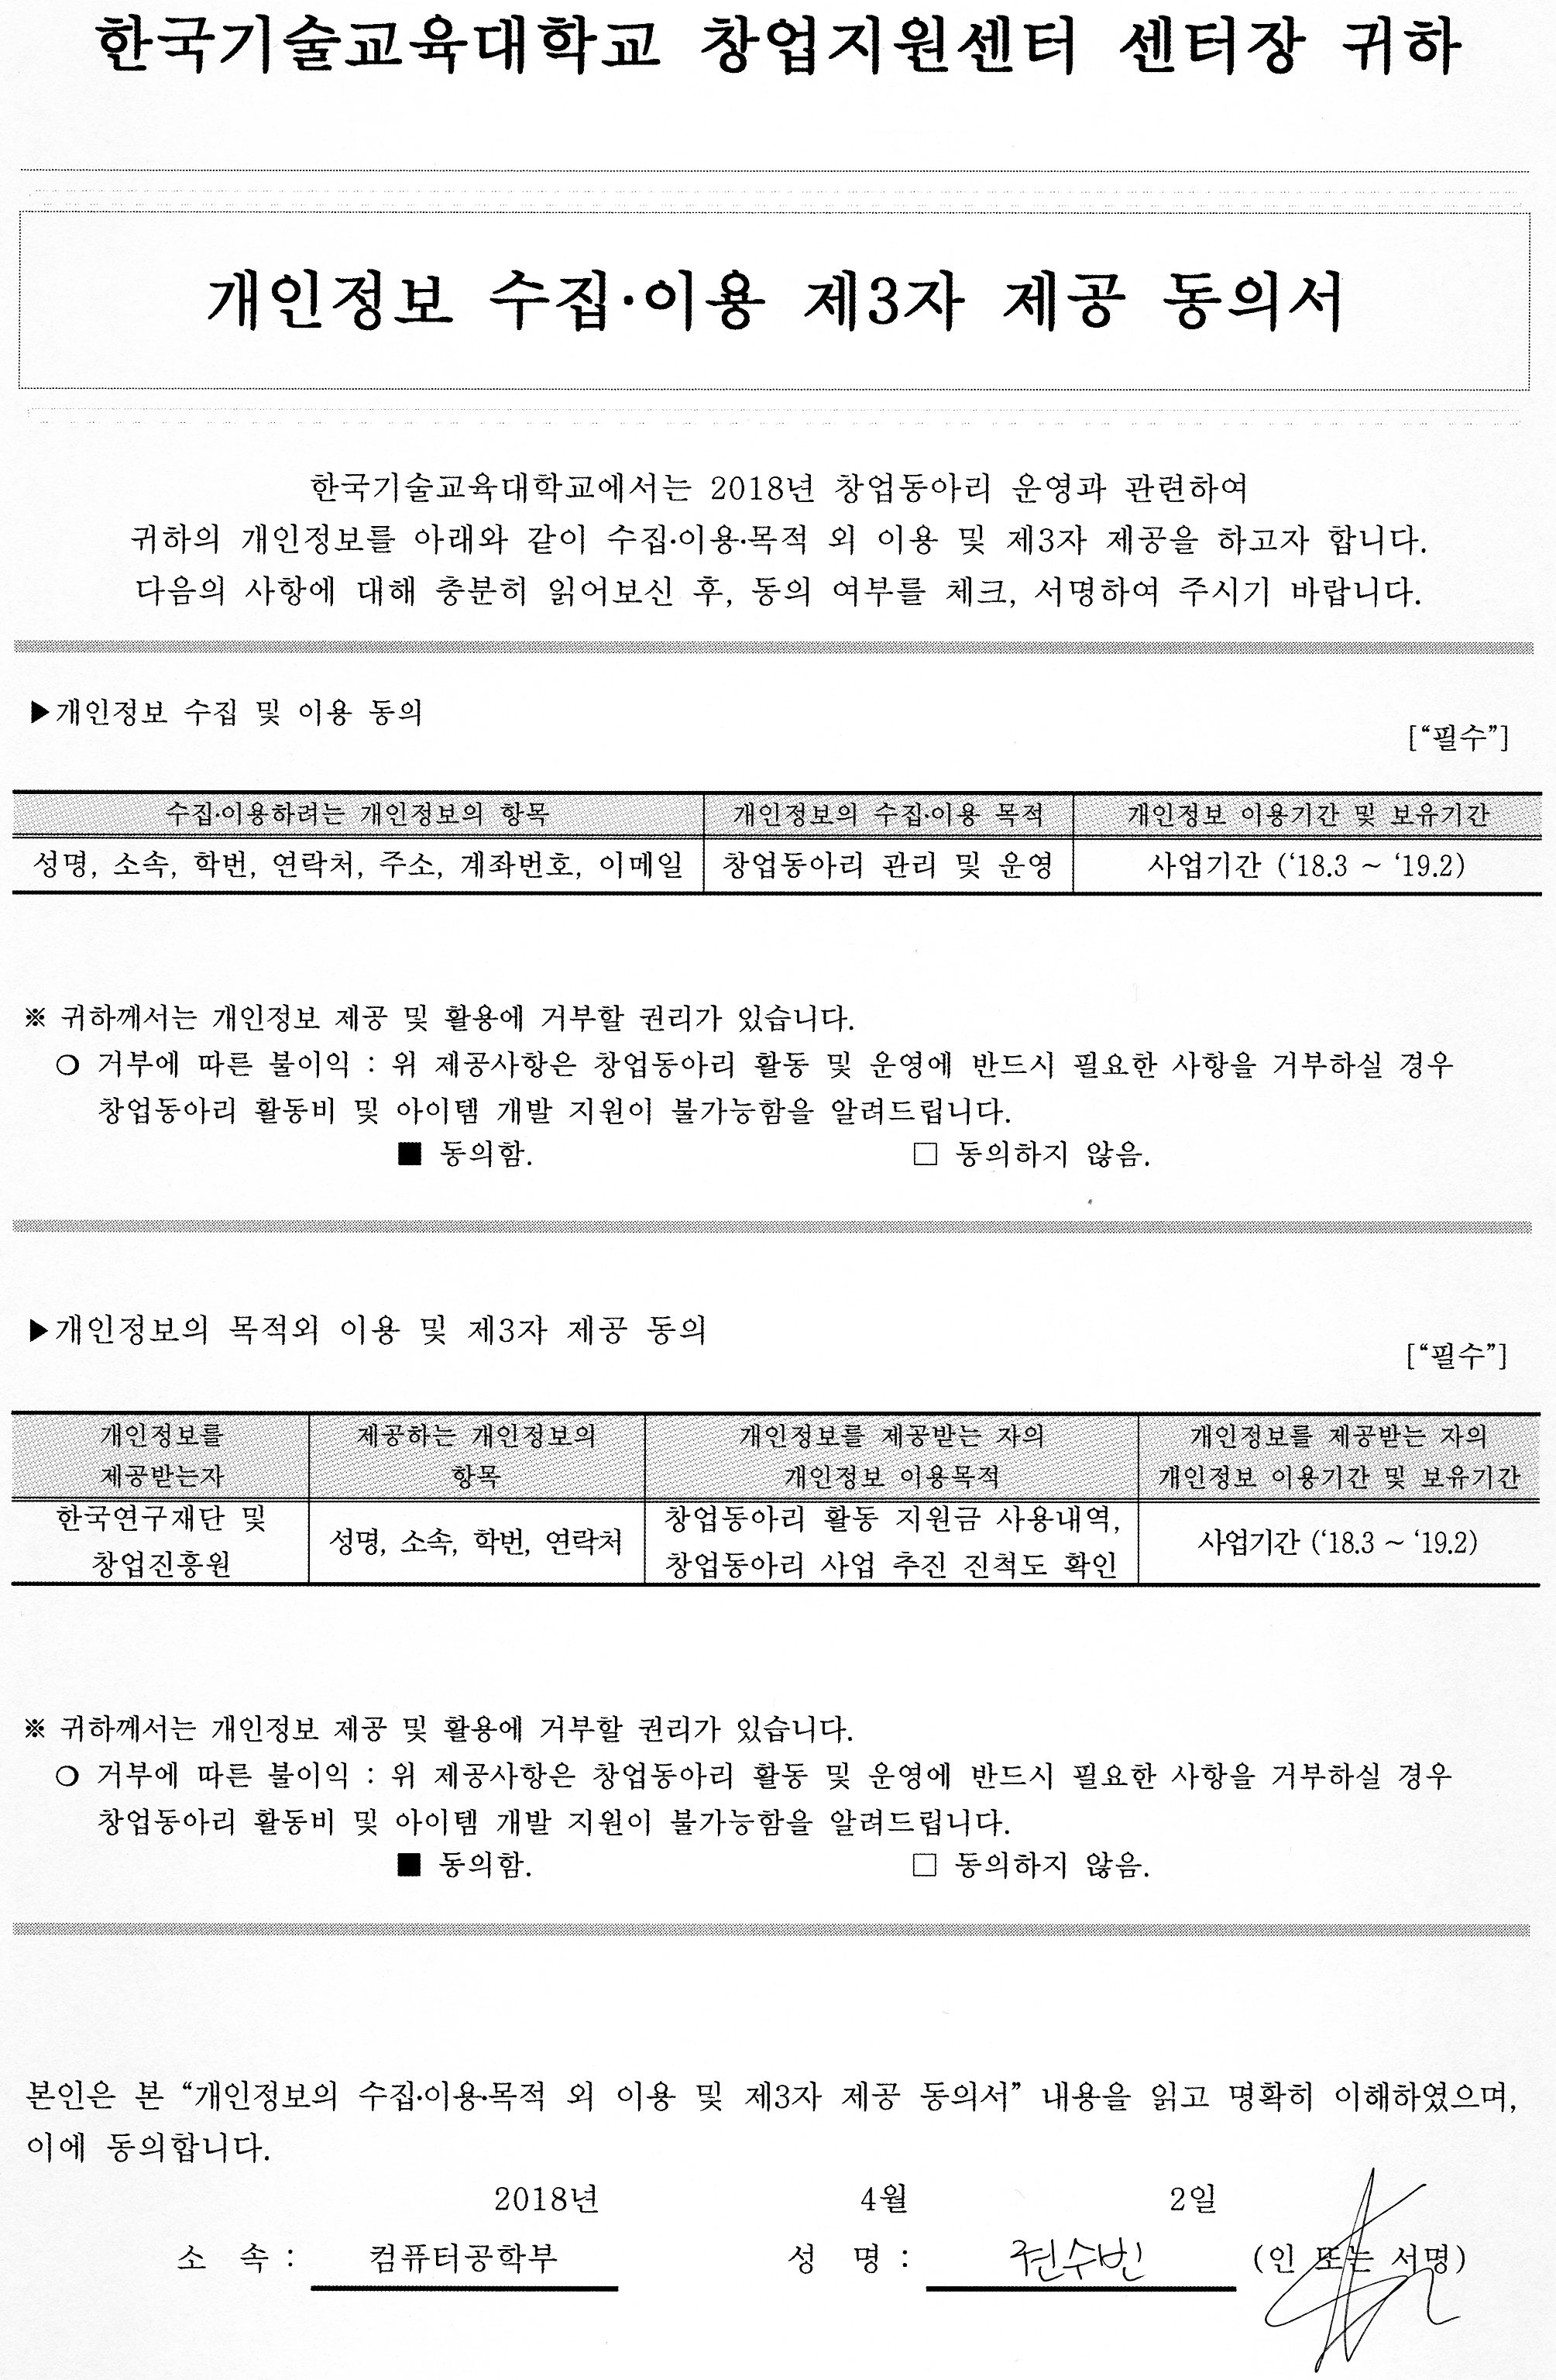 한국기술교육대학교 창업지원센터 센터장 귀하
개인정보 수집·이용 제3자 제공 동의서
한국기술교육대학교에서는 2018년 창업동아리 운영과 관련하여
귀하의 개인정보를 아래와 같이 수집·이용·목적 외 이용 및 제3자 제공을 하고자 합니다.
다음의 사항에 대해 충분히 읽어보신 후, 동의 여부를 체크, 서명하여 주시기 바랍니다.
▶개인정보 수집 및 이용 동의
[“필수”]
수집·이용하려는 개인정보의 항목 개인정보의 수집·이용 목적 개인정보 이용기간 및 보유기간
성명, 소속, 학번, 연락처, 주소, 계좌번호, 이메일 창업동아리 관리 및 운영 사업기간 (‘18.3 ~ ‘19.2)
※ 귀하께서는 개인정보 제공 및 활용에 거부할 권리가 있습니다.
❍ 거부에 따른 불이익 : 위 제공사항은 창업동아리 활동 및 운영에 반드시 필요한 사항을 거부하실 경우
창업동아리 활동비 및 아이템 개발 지원이 불가능함을 알려드립니다.
■ 동의함. □ 동의하지 않음.
▶개인정보의 목적외 이용 및 제3자 제공 동의
[“필수”]
개인정보를 제공하는 개인정보의 개인정보를 제공받는 자의 개인정보를 제공받는 자의
제공받는자 항목 개인정보 이용목적 개인정보 이용기간 및 보유기간
한국연구재단 및 창업동아리 활동 지원금 사용내역,
성명, 소속, 학번, 연락처 사업기간 (‘18.3 ~ ‘19.2)
창업진흥원 창업동아리 사업 추진 진척도 확인
※ 귀하께서는 개인정보 제공 및 활용에 거부할 권리가 있습니다.
❍ 거부에 따른 불이익 : 위 제공사항은 창업동아리 활동 및 운영에 반드시 필요한 사항을 거부하실 경우
창업동아리 활동비 및 아이템 개발 지원이 불가능함을 알려드립니다.
■ 동의함. □ 동의하지 않음.
본인은 본 “개인정보의 수집·이용·목적 외 이용 및 제3자 제공 동의서” 내용을 읽고 명확히 이해하였으며,
이에 동의합니다.
2018년 4월 2일
소 속 : 컴퓨터공학부 성 명 : 권수빈 (인 또는 서명)